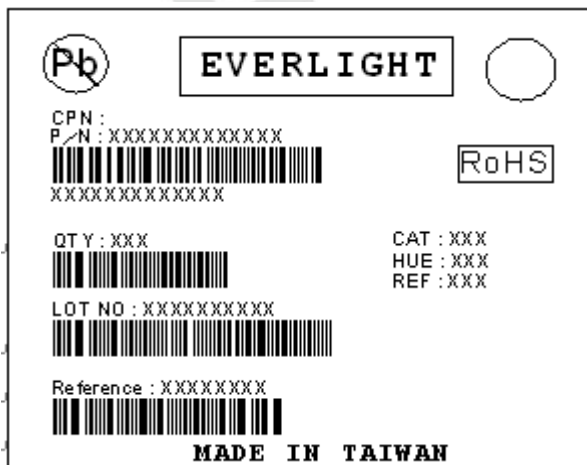 Pb
EVERLIGHT
CPN :
P/N : XXXXXXXXXXXXX
RoHS
XXXXXXXXXXXXX
QTY : XXX
CAT : XXX
HUE : XXX
REF : XXX
LOT NO : XXXXXXXXXX
Reference : XXXXXXXX
MADE IN TAIWAN